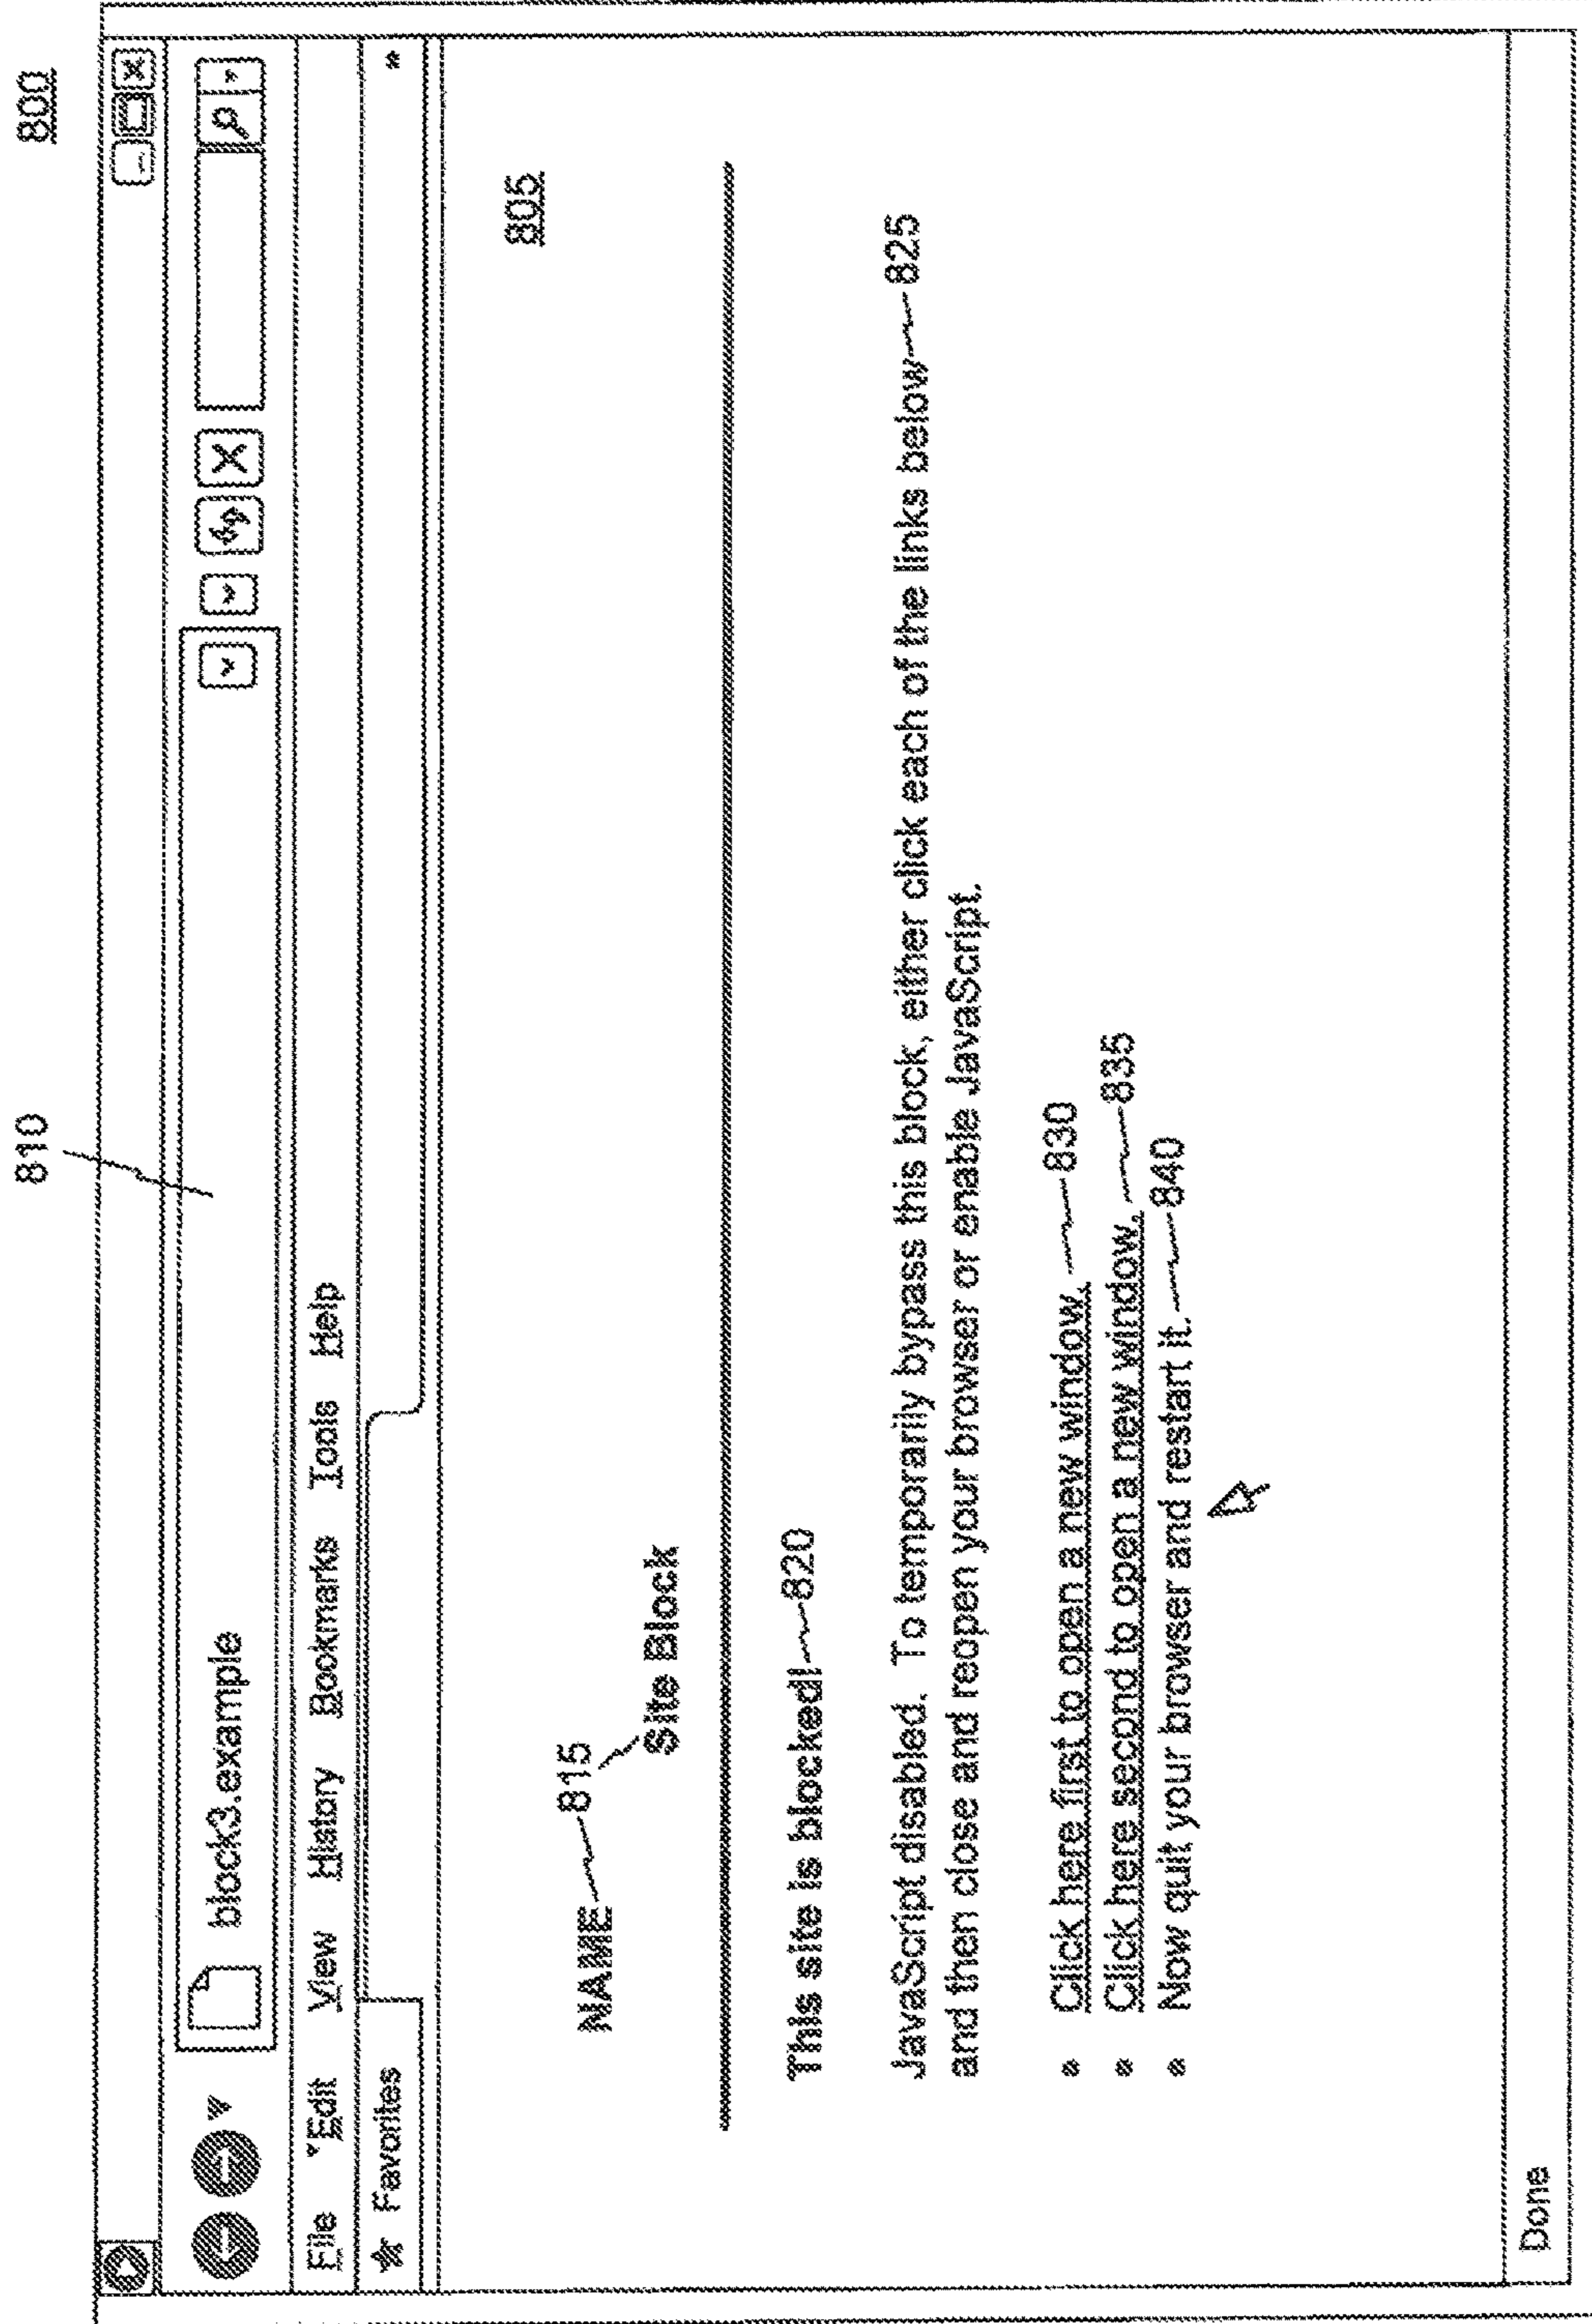 800
810
block3.example
File Edit View History Bookmarks Tools Help
Favorites
805
NAME 815
Site Block
This site is blocked! 820
JavaScript disabled. To temporarily bypass this block, either click each of the links below 825
and then close and reopen your browser or enable JavaScript.
Click here first to open a new window. 830
Click here second to open a new window. 835
Now quit your browser and restart it. 840
Done